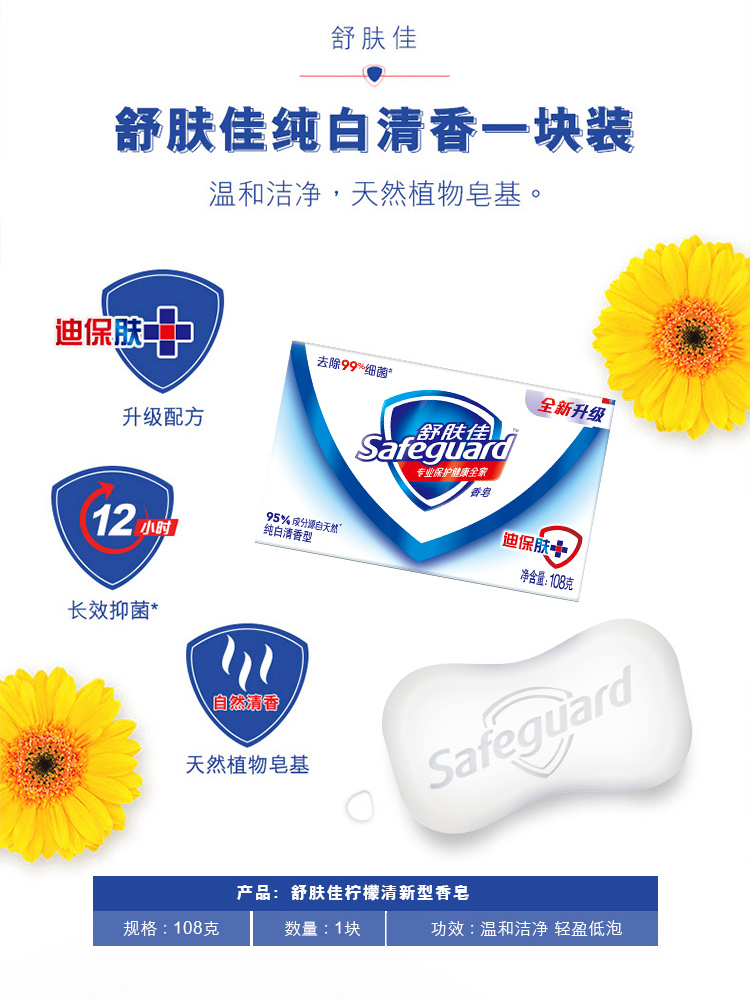 舒肤佳
舒肤佳纯白清香一块装
温和洁净，天然植物皂基。
迪保肤
升级配方
去除99%细菌*
全新升级
舒肤佳
Safeguard
TM
专业保护健康全家
香皂
95%成分源自天然*
纯白清香型
迪保肤
净含量：108克
12小时
长效抑菌*
自然清香
天然植物皂基
Safeguard
产品：舒肤佳柠檬清新型香皂
规格：108克
数量：1块
功效：温和洁净 轻盈低泡